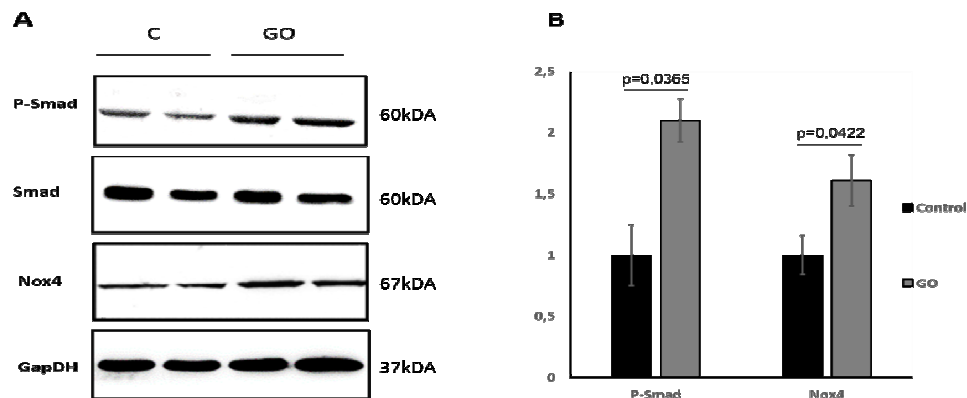 A
C GO
P-Smad 60kDA
Smad 60kDA
Nox4 67kDA
GapDH 37kDA
B
2,5
p=0,0365
2
p=0,0422
1,5
Control
1
GO
0,5
0
P-Smad Nox4